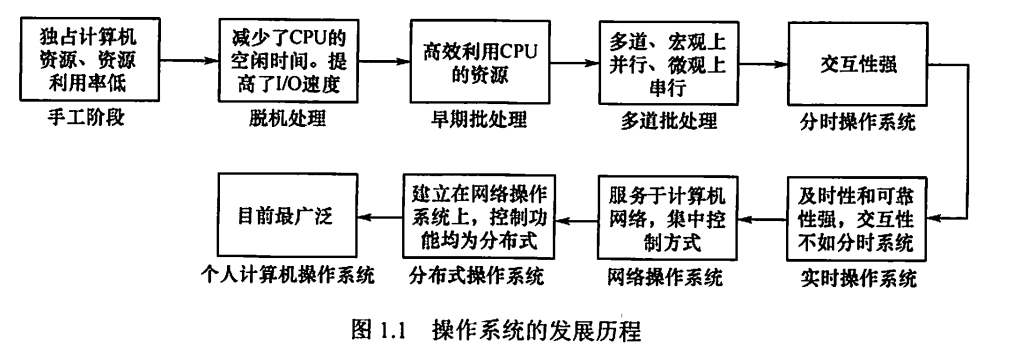 独占计算机
资源、资源
利用率低
手工阶段
减少了CPU的
空闲时间。提
高了I/O速度
脱机处理
高效利用CPU
的资源
早期批处理
多道、宏观上
并行、微观上
串行
多道批处理
交互性强
分时操作系统
及时性和可靠
性强，交互性
不如分时系统
实时操作系统
服务于计算机
网络，集中控
制方式
网络操作系统
建立在网络操作
系统上，控制功
能均为分布式
分布式操作系统
目前最广泛
个人计算机操作系统
图 1.1 操作系统的发展历程